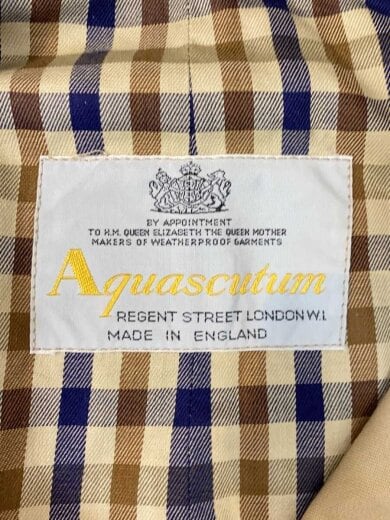 BY APPOINTMENT
TO H.M. QUEEN ELIZABETH THE QUEEN MOTHER
MAKERS OF WEATHERPROOF GARMENTS
Aquascutum
REGENT STREET LONDON W.1.
MADE IN ENGLAND